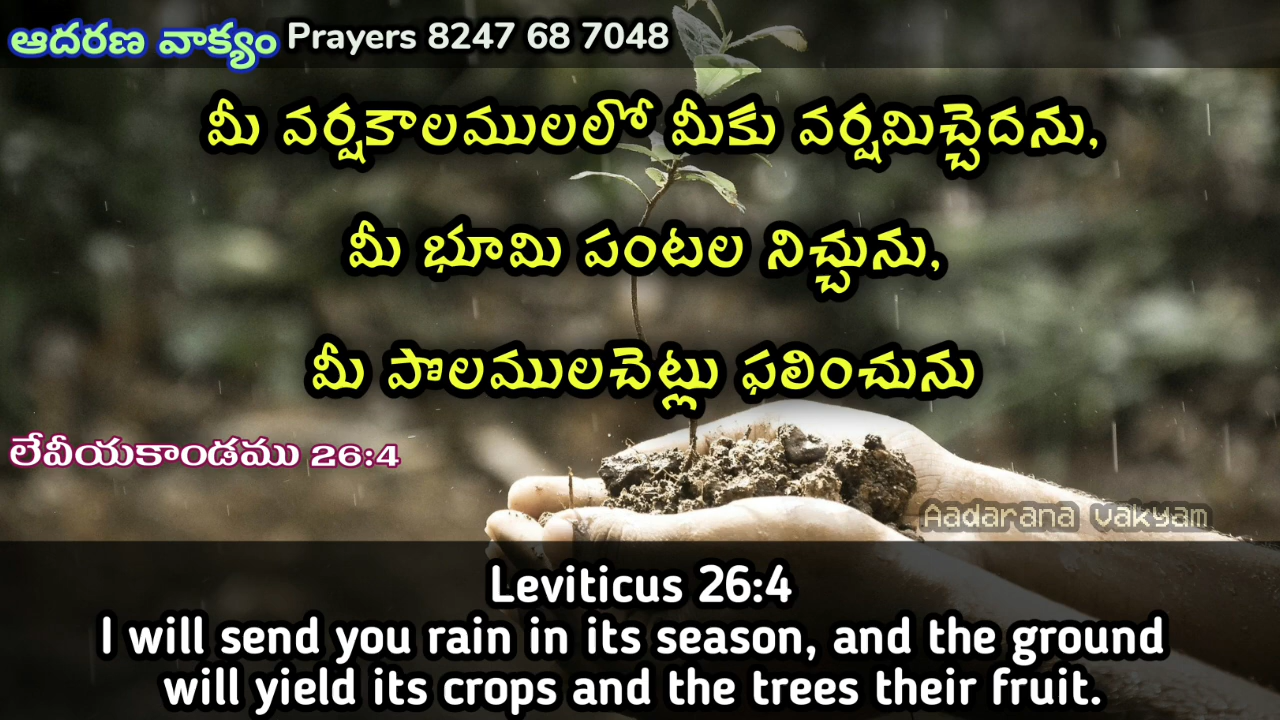 ఆదరణ వాక్యం Prayers 8247 68 7048
మీ వర్షకాలములలో మీకు వర్షమిచ్చెదను,
మీ భూమి పంటల నిచ్చును,
మీ పొలములచెట్లు ఫలించును
లేవీయకాండము 26:4
Aadarana Vakyam
Leviticus 26:4
I will send you rain in its season, and the ground
will yield its crops and the trees their fruit.